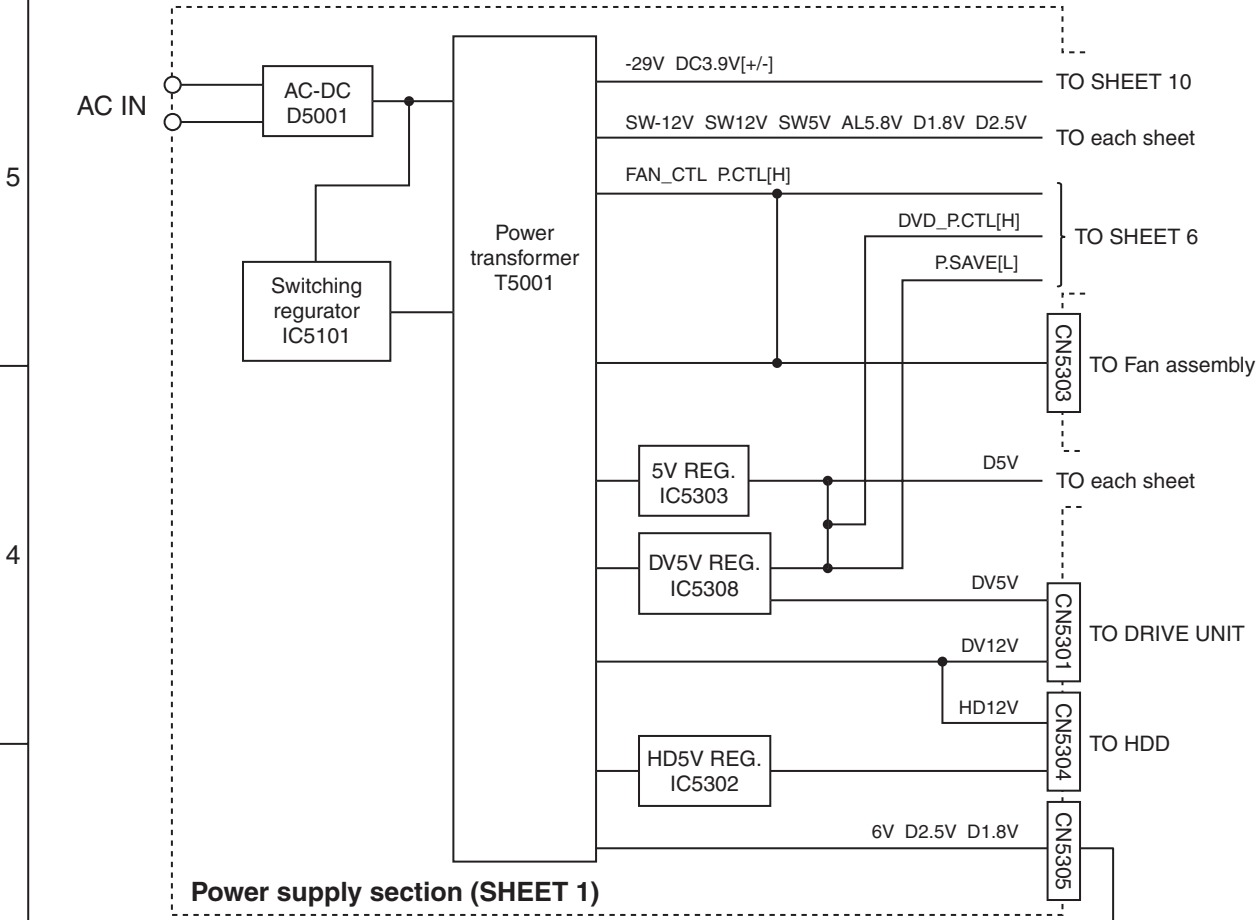 -29V DC3.9V[+/-]
TO SHEET 10
AC IN
AC-DC
D5001
SW-12V SW12V SW5V AL5.8V D1.8V D2.5V
TO each sheet
5
FAN_CTL P.CTL[H]
DVD_P.CTL[H]
TO SHEET 6
P.SAVE[L]
Power
transformer
T5001
Switching
regurator
IC5101
CN5303
TO Fan assembly
5V REG.
IC5303
D5V
TO each sheet
4
DV5V REG.
IC5308
DV5V
CN5301
TO DRIVE UNIT
DV12V
HD12V
CN5304
TO HDD
HD5V REG.
IC5302
6V D2.5V D1.8V
CN5305
Power supply section (SHEET 1)